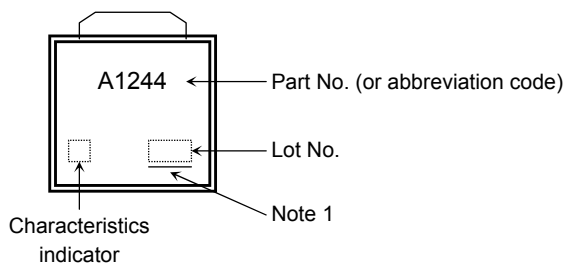 A1244
Part No. (or abbreviation code)
Lot No.
Note 1
Characteristics
indicator